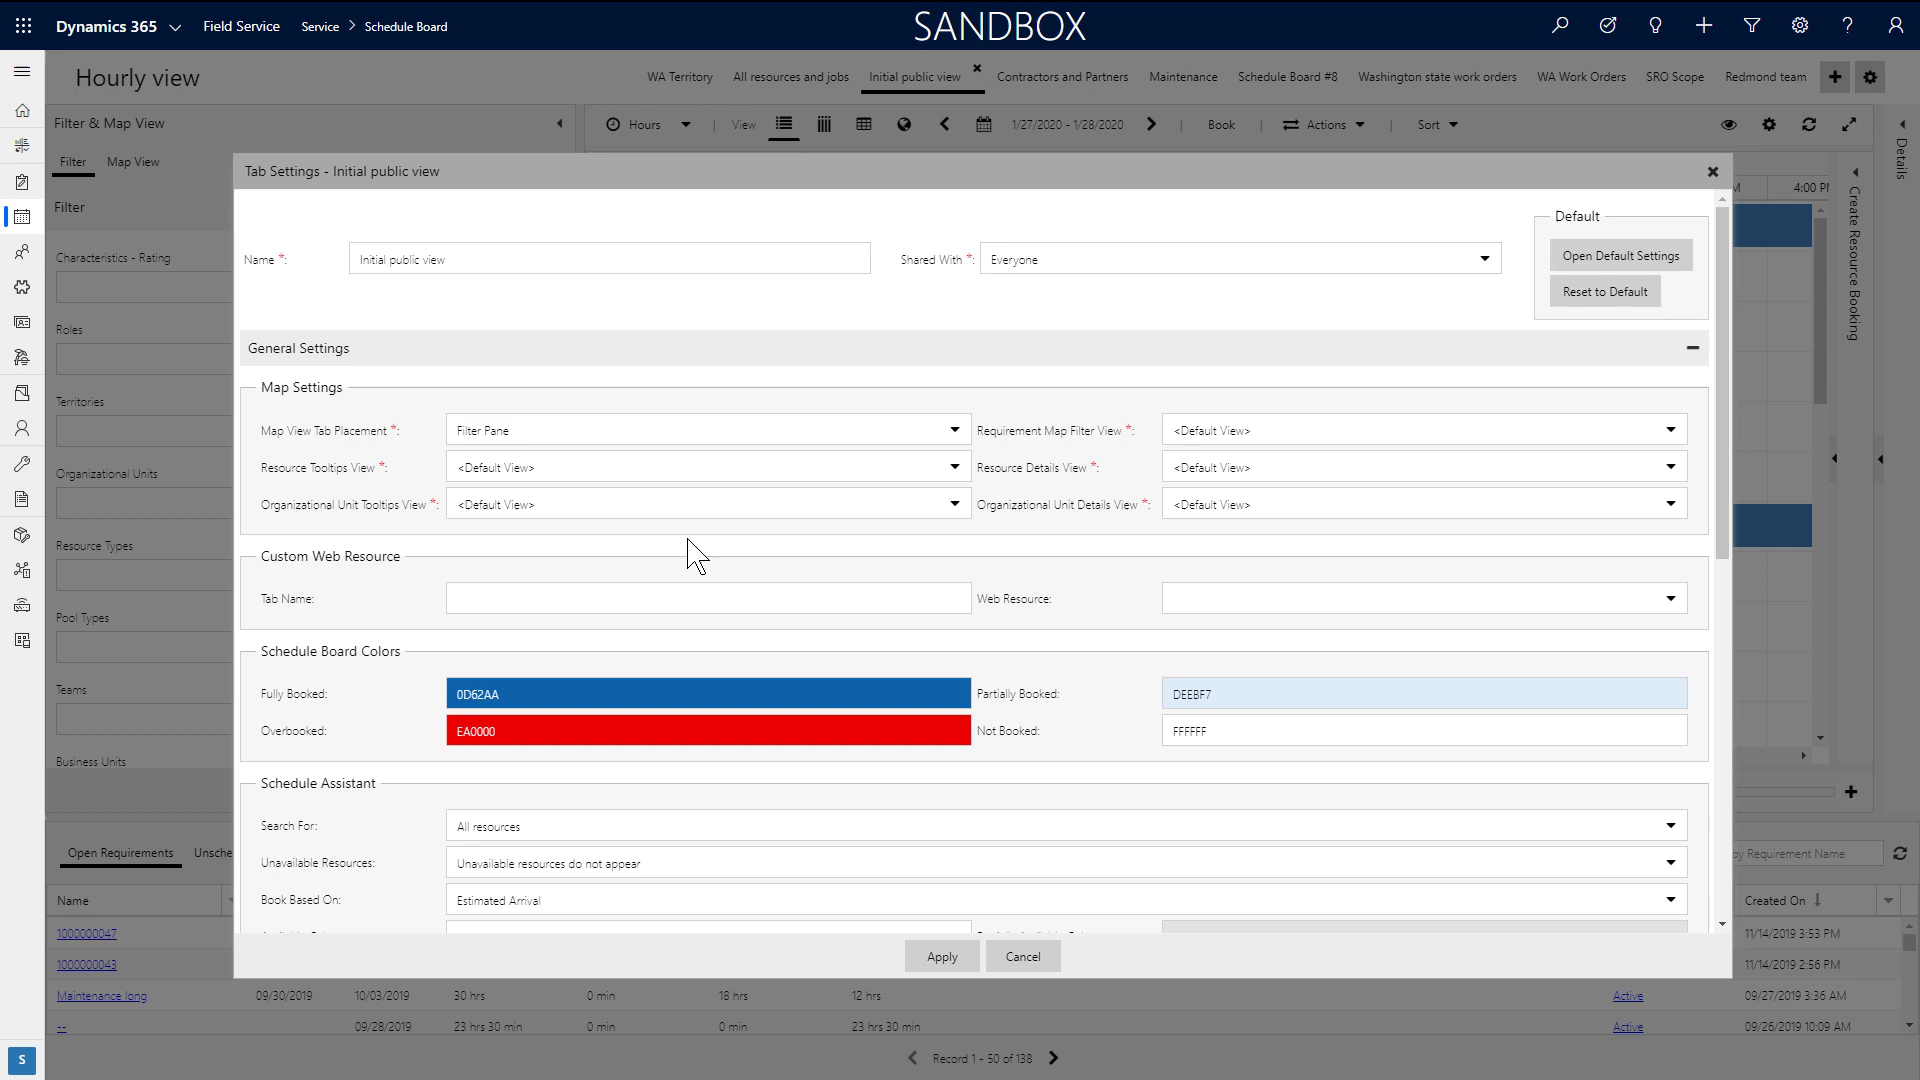 Dynamics 365 Field Service Service > Schedule Board SANDBOX
Hourly view WA Territory All resources and jobs Initial public view Contractors and Partners Maintenance Schedule Board #8 Washington state work orders WA Work Orders SRO Scope Redmond team
Filter & Map View Hours View 1/27/2020 - 1/28/2020 Book Actions Sort
Details
Filter Map View
Tab Settings - Initial public view
4:00 P
Create Resource Booking
Filter
Default
Characteristics - Rating
Name *: Initial public view Shared With *: Everyone Open Default Settings
Reset to Default
Roles
General Settings
Map Settings
Territories
Map View Tab Placement *: Filter Pane Requirement Map Filter View *: <Default View>
Resource Tooltips View *: <Default View> Resource Details View *: <Default View>
Organizational Units
Organizational Unit Tooltips View *: <Default View> Organizational Unit Details View *: <Default View>
Resource Types
Custom Web Resource
Tab Name: Web Resource:
Pool Types
Schedule Board Colors
Teams
Fully Booked: 0D62AA Partially Booked: DEEBF7
Overbooked: EA0000 Not Booked: FFFFFF
Business Units
Schedule Assistant
Search For: All resources
Open Requirements Unsche
Unavailable Resources: Unavailable resources do not appear
by Requirement Name
Name Book Based On: Estimated Arrival Created On
1000000047 11/14/2019 3:53 PM
Apply Cancel
1000000043 11/14/2019 2:56 PM
Maintenance long 09/30/2019 10/03/2019 30 hrs 0 min 18 hrs 12 hrs Active 09/27/2019 3:36 AM
-- 09/28/2019 23 hrs 30 min 0 min 0 min 23 hrs 30 min Active 09/26/2019 10:09 AM
S Record 1 - 50 of 138